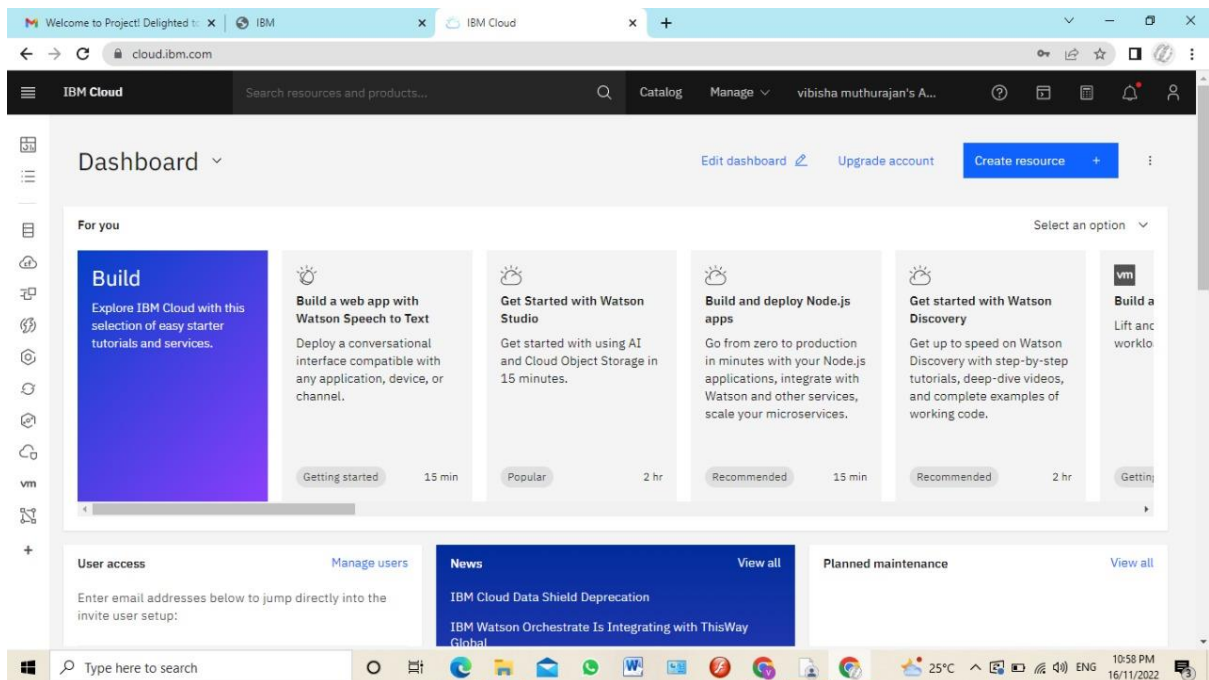 Welcome to Project! Delighted to
IBM
IBM Cloud
cloud.ibm.com
IBM Cloud
Search resources and products...
Catalog
Manage
vibisha muthurajan's A...
Dashboard
Edit dashboard
Upgrade account
Create resource +
For you
Select an option
Build
Explore IBM Cloud with this
selection of easy starter
tutorials and services.
Build a web app with
Watson Speech to Text
Deploy a conversational
interface compatible with
any application, device, or
channel.
Getting started
15 min
Get Started with Watson
Studio
Get started with using AI
and Cloud Object Storage in
15 minutes.
Popular
2 hr
Build and deploy Node.js
apps
Go from zero to production
in minutes with your Node.js
applications, integrate with
Watson and other services,
scale your microservices.
Recommended
15 min
Get started with Watson
Discovery
Get up to speed on Watson
Discovery with step-by-step
tutorials, deep-dive videos,
and complete examples of
working code.
Recommended
2 hr
vm
Build a
Lift and
worklo
Getting
vm
User access
Manage users
Enter email addresses below to jump directly into the
invite user setup:
News
View all
IBM Cloud Data Shield Deprecation
IBM Watson Orchestrate Is Integrating with ThisWay
Global
Planned maintenance
View all
Type here to search
25°C
ENG
10:58 PM
16/11/2022